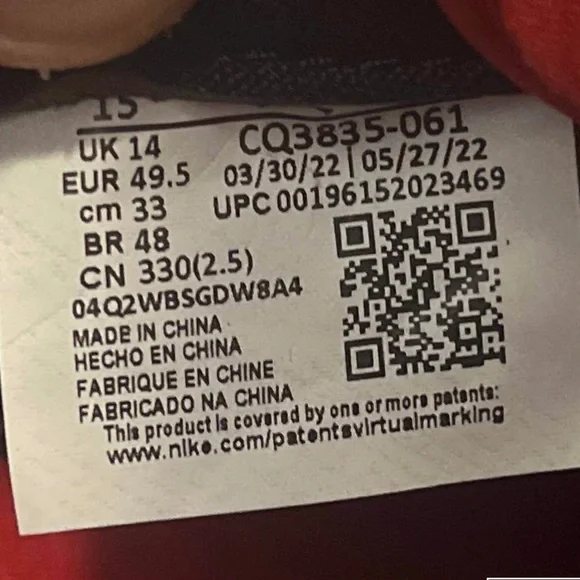 15
UK 14
EUR 49.5
cm 33
BR 48
CN 330(2.5)
04Q2WBSGDW8A4
CQ3835-061
03/30/22 | 05/27/22
UPC 00196152023469
MADE IN CHINA
HECHO EN CHINA
FABRIQUE EN CHINE
FABRICADO NA CHINA
This product is covered by one or more patents:
www.nike.com/patentsvirtualmarking